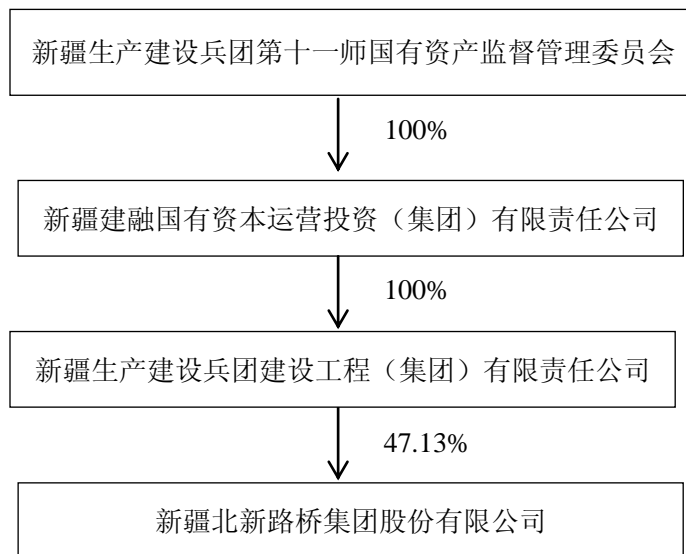 新疆生产建设兵团第十一师国有资产监督管理委员会
100%
新疆建融国有资本运营投资（集团）有限责任公司
100%
新疆生产建设兵团建设工程（集团）有限责任公司
47.13%
新疆北新路桥集团股份有限公司